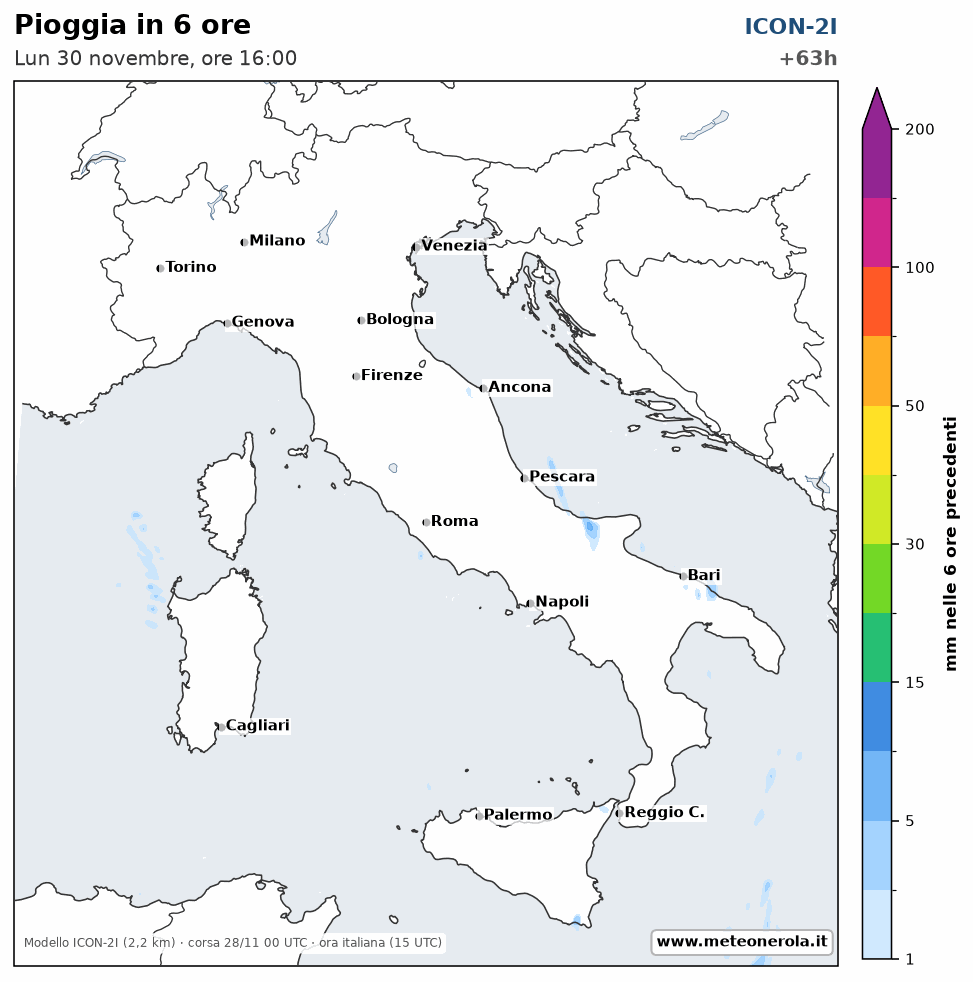 Pioggia in 6 ore
ICON-2I
Lun 30 novembre, ore 16:00
+63h
Milano
Venezia
Torino
Genova
Bologna
Firenze
Ancona
Pescara
Roma
Bari
Napoli
Cagliari
Palermo
Reggio C.
200
100
50
30
15
5
1
mm nelle 6 ore precedenti
Modello ICON-2I (2,2 km) · corsa 28/11 00 UTC · ora italiana (15 UTC)
www.meteonerola.it